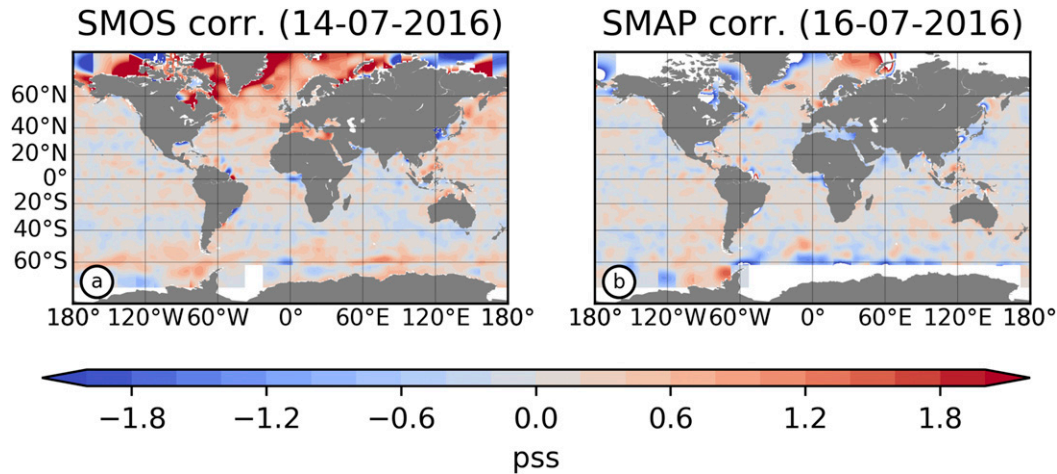 SMOS corr. (14-07-2016) SMAP corr. (16-07-2016)
60°N
40°N
20°N
0°
20°S
40°S
60°S
a b
180° 120°W 60°W 0° 60°E 120°E 180° 180° 120°W 60°W 0° 60°E 120°E 180°
−1.8 −1.2 −0.6 0.0 0.6 1.2 1.8
pss